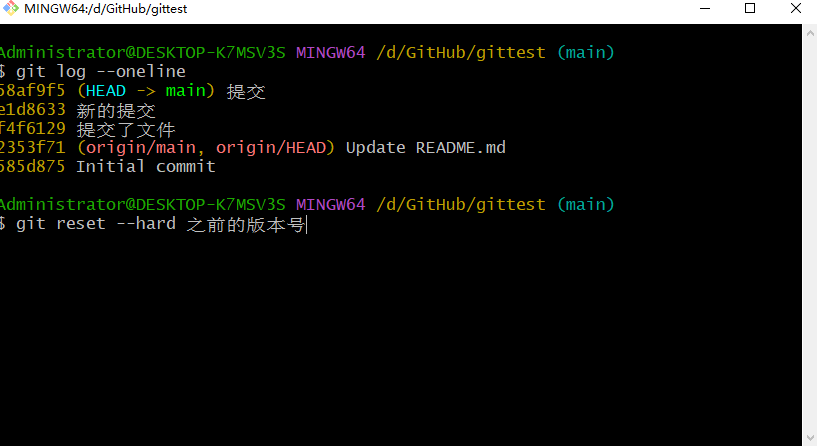 MINGW64:/d/GitHub/gittest
Administrator@DESKTOP-K7MSV3S MINGW64 /d/GitHub/gittest (main)
$ git log --oneline
58af9f5 (HEAD -> main) 提交
e1d8633 新的提交
f4f6129 提交了文件
2353f71 (origin/main, origin/HEAD) Update README.md
585d875 Initial commit
Administrator@DESKTOP-K7MSV3S MINGW64 /d/GitHub/gittest (main)
$ git reset --hard 之前的版本号